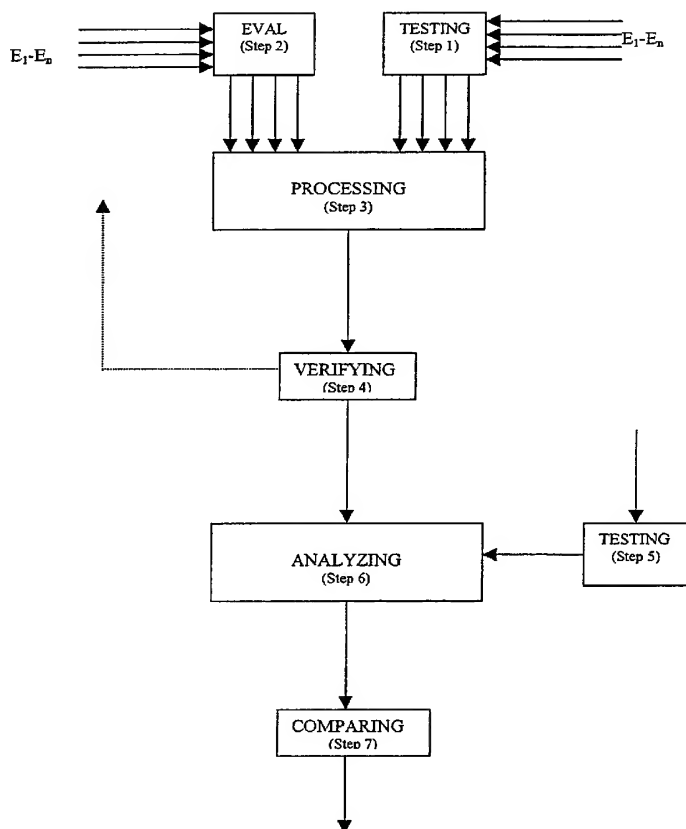 EVAL
(Step 2)
TESTING
(Step 1)
E₁-Eₙ
E₁-Eₙ
PROCESSING
(Step 3)
VERIFYING
(Step 4)
TESTING
(Step 5)
ANALYZING
(Step 6)
COMPARING
(Step 7)